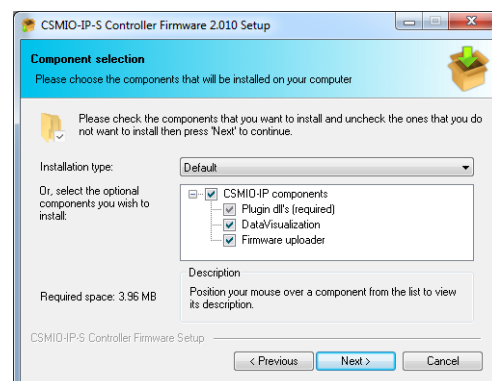 CSMIO-IP-S Controller Firmware 2.010 Setup
Component selection
Please choose the components that will be installed on your computer
Please check the components that you want to install and uncheck the ones that you do
not want to install then press 'Next' to continue.
Installation type:
Default
Or, select the optional
components you wish to
install:
CSMIO-IP components
Plugin dll's (required)
DataVisualization
Firmware uploader
Required space: 3.96 MB
Description
Position your mouse over a component from the list to view
its description.
CSMIO-IP-S Controller Firmware Setup
< Previous
Next >
Cancel